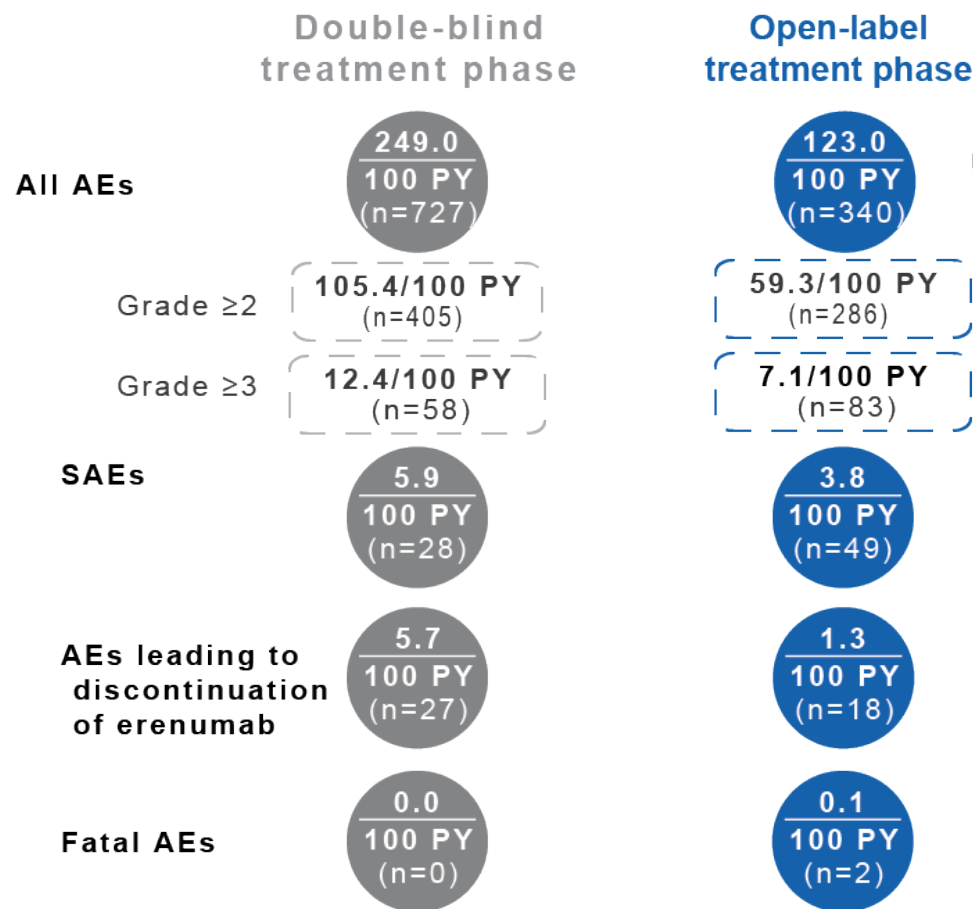 Double-blind
treatment phase
Open-label
treatment phase
All AEs
249.0
100 PY
(n=727)
123.0
100 PY
(n=340)
Grade ≥2
105.4/100 PY
(n=405)
59.3/100 PY
(n=286)
Grade ≥3
12.4/100 PY
(n=58)
7.1/100 PY
(n=83)
SAEs
5.9
100 PY
(n=28)
3.8
100 PY
(n=49)
AEs leading to
discontinuation
of erenumab
5.7
100 PY
(n=27)
1.3
100 PY
(n=18)
Fatal AEs
0.0
100 PY
(n=0)
0.1
100 PY
(n=2)